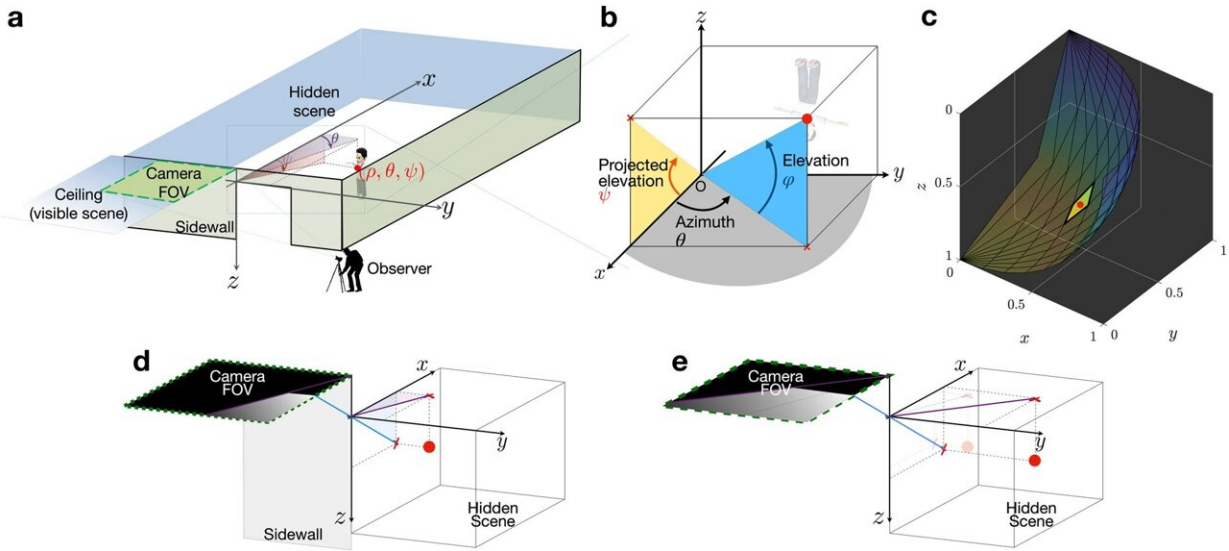 a
Hidden
scene
x
θ
ψ
(ρ, θ, ψ)
Camera
FOV
Ceiling
(visible scene)
Sidewall
y
z
Observer
b
z
Projected
elevation
ψ
O
Elevation
φ
y
Azimuth
θ
x
c
0
0.5
z
1
0
0.5
x
1
0
0.5
y
1
d
Camera
FOV
x
y
z
Hidden
Scene
Sidewall
e
Camera
FOV
x
y
z
Hidden
Scene